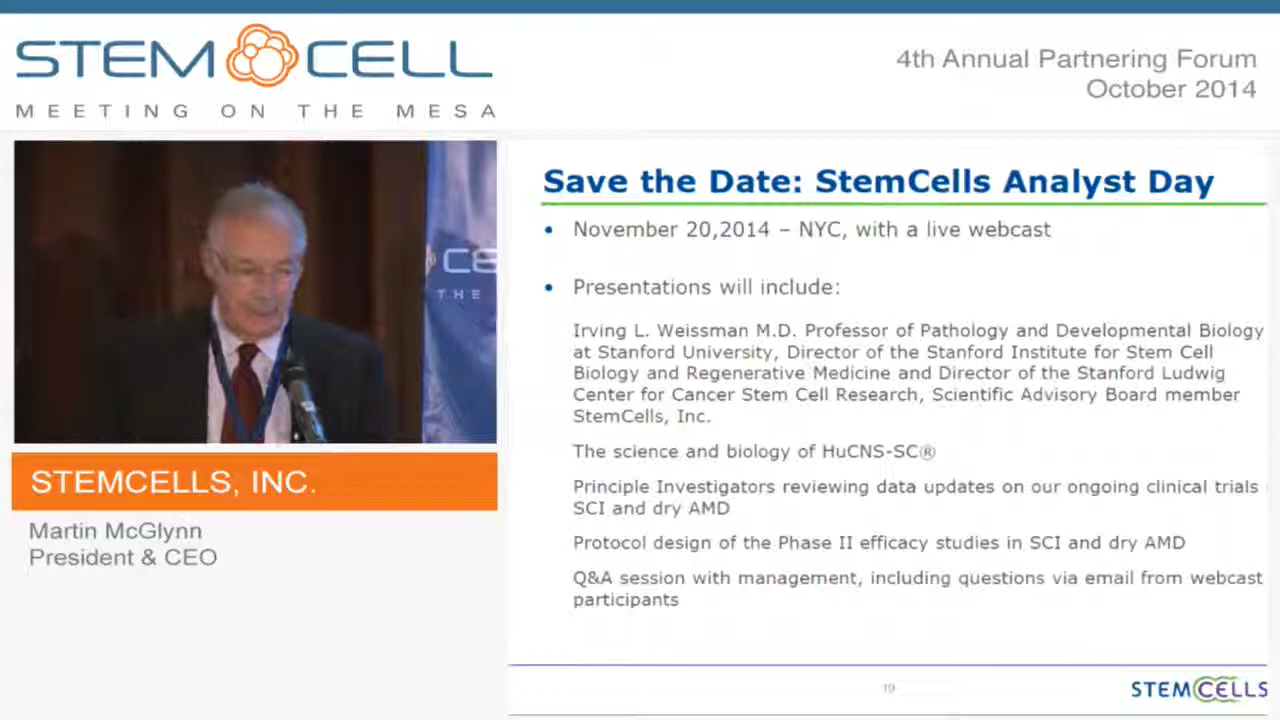 STEM CELL
MEETING ON THE MESA
4th Annual Partnering Forum
October 2014
CE
THE
STEMCELLS, INC.
Martin McGlynn
President & CEO
Save the Date: StemCells Analyst Day
• November 20,2014 – NYC, with a live webcast
• Presentations will include:
Irving L. Weissman M.D. Professor of Pathology and Developmental Biology
at Stanford University, Director of the Stanford Institute for Stem Cell
Biology and Regenerative Medicine and Director of the Stanford Ludwig
Center for Cancer Stem Cell Research, Scientific Advisory Board member
StemCells, Inc.
The science and biology of HuCNS-SC®
Principle Investigators reviewing data updates on our ongoing clinical trials
SCI and dry AMD
Protocol design of the Phase II efficacy studies in SCI and dry AMD
Q&A session with management, including questions via email from webcast
participants
19
STEMCELLS